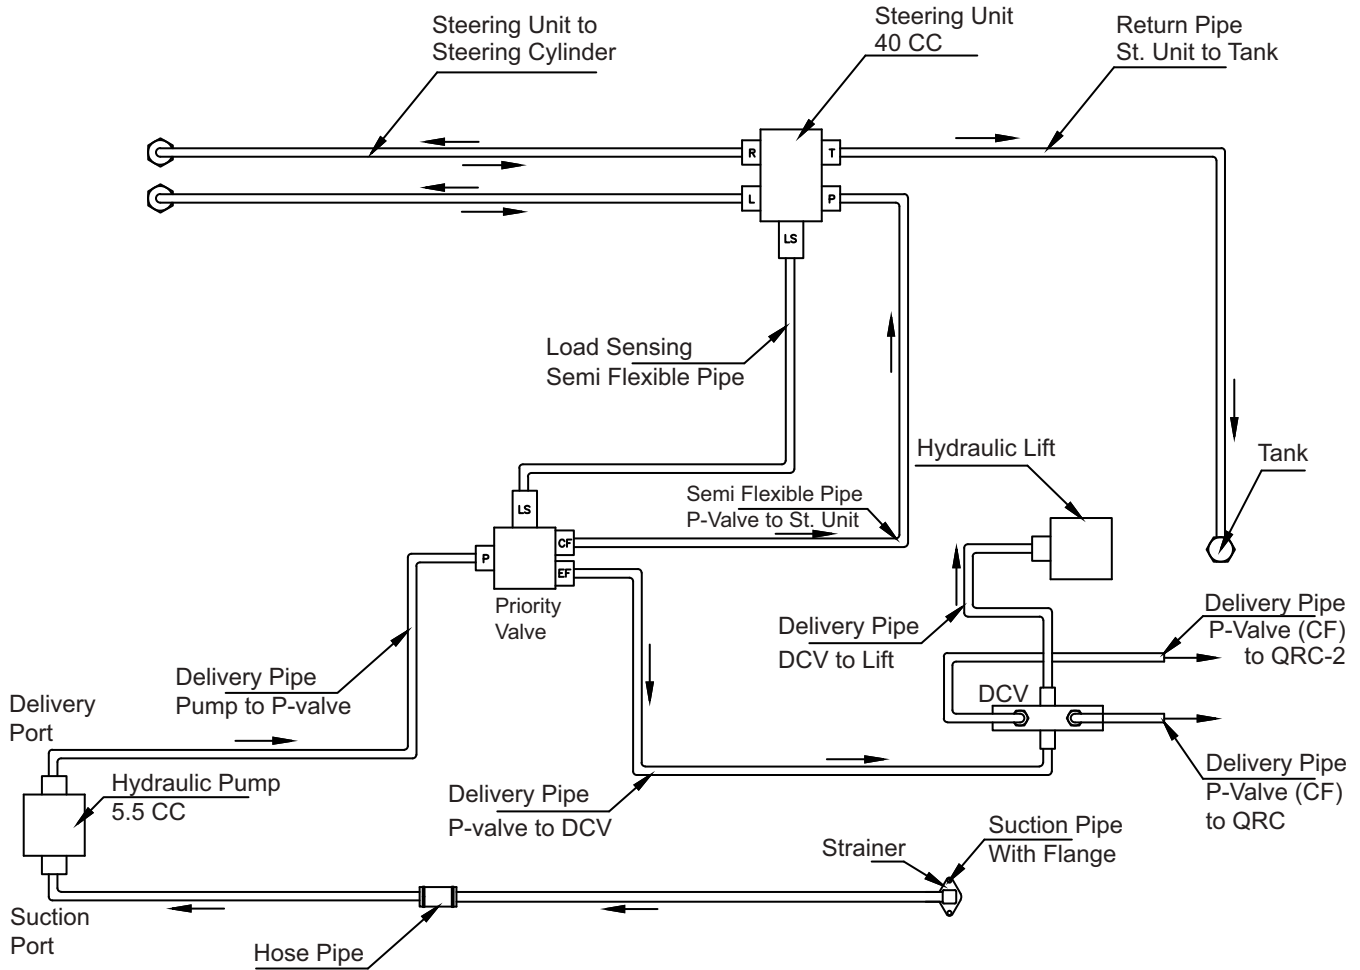 Steering Unit to
Steering Cylinder
Steering Unit
40 CC
Return Pipe
St. Unit to Tank
R
T
L
P
LS
Load Sensing
Semi Flexible Pipe
Hydraulic Lift
Tank
Semi Flexible Pipe
P-Valve to St. Unit
LS
CF
P
EF
Priority
Valve
Delivery Pipe
P-Valve (CF)
to QRC-2
Delivery Pipe
DCV to Lift
Delivery Pipe
Pump to P-valve
DCV
Delivery
Port
Delivery Pipe
P-Valve (CF)
to QRC
Hydraulic Pump
5.5 CC
Delivery Pipe
P-valve to DCV
Strainer
Suction Pipe
With Flange
Suction
Port
Hose Pipe